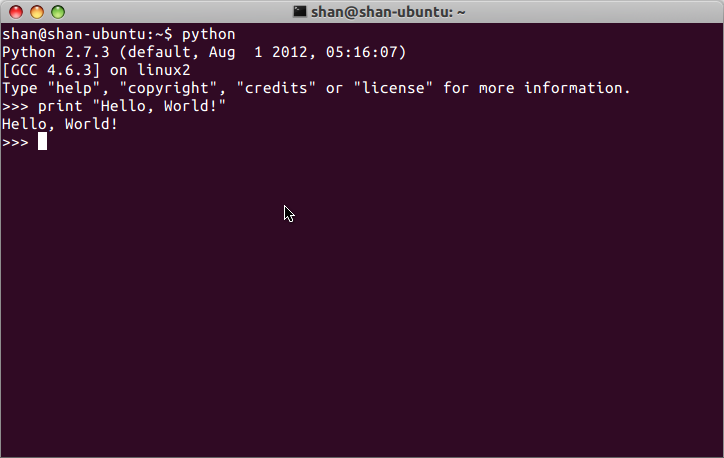 shan@shan-ubuntu: ~
shan@shan-ubuntu:~$ python
Python 2.7.3 (default, Aug  1 2012, 05:16:07)
[GCC 4.6.3] on linux2
Type "help", "copyright", "credits" or "license" for more information.
>>> print "Hello, World!"
Hello, World!
>>>